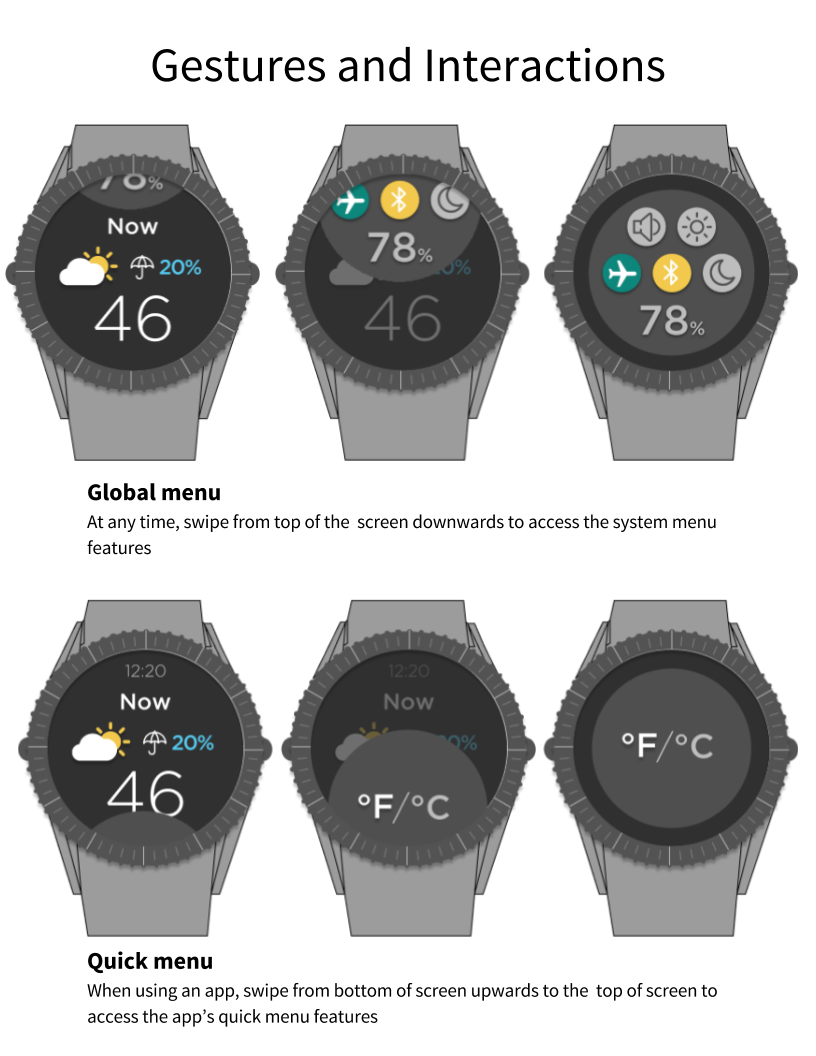 Gestures and Interactions
78%
Now
20%
46
78%
20%
46
78%
Global menu
At any time, swipe from top of the screen downwards to access the system menu
features
12:20
Now
20%
46
12:20
Now
20%
°F/°C
°F/°C
Quick menu
When using an app, swipe from bottom of screen upwards to the top of screen to
access the app’s quick menu features